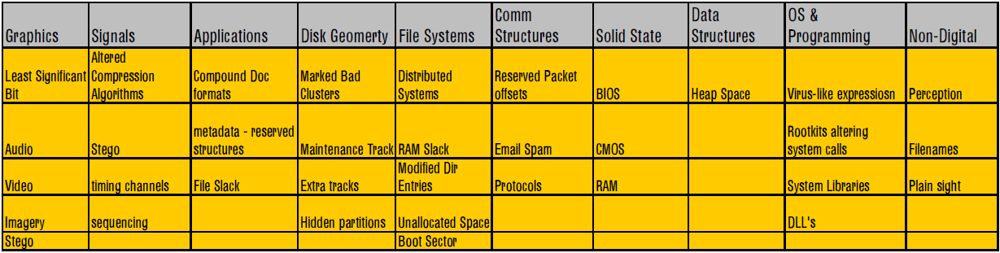 Graphics Signals Applications Disk Geomerty File Systems Comm Structures Solid State Data Structures OS & Programming Non-Digital
Least Significant Bit Altered Compression Algorithms Compound Doc formats Marked Bad Clusters Distributed Systems Reserved Packet offsets BIOS Heap Space Virus-like expressiosn Perception
Audio Stego metadata - reserved structures Maintenance Track RAM Slack Email Spam CMOS Rootkits altering system calls Filenames
Video timing channels File Slack Extra tracks Modified Dir Entries Protocols RAM System Libraries Plain sight
Imagery sequencing Hidden partitions Unallocated Space DLL's
Stego Boot Sector